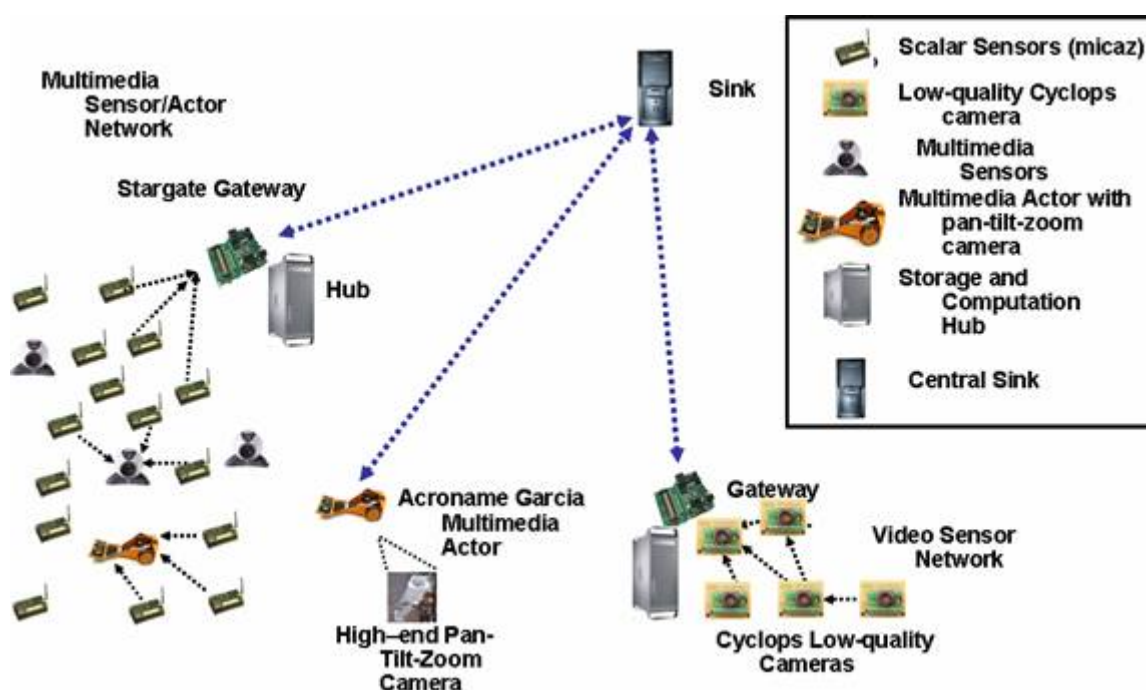 Multimedia
Sensor/Actor
Network
Stargate Gateway
Hub
Sink
Scalar Sensors (micaz)
Low-quality Cyclops
camera
Multimedia
Sensors
Multimedia Actor with
pan-tilt-zoom
camera
Storage and
Computation
Hub
Central Sink
Acroname Garcia
Multimedia
Actor
High–end Pan-
Tilt-Zoom
Camera
Gateway
Video Sensor
Network
Cyclops Low-quality
Cameras